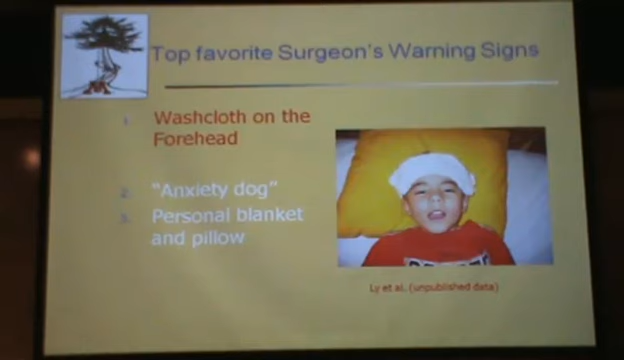 Top favorite Surgeon's Warning Signs
1. Washcloth on the
Forehead
2. "Anxiety dog"
3. Personal blanket
and pillow
Ly et al. (unpublished data)